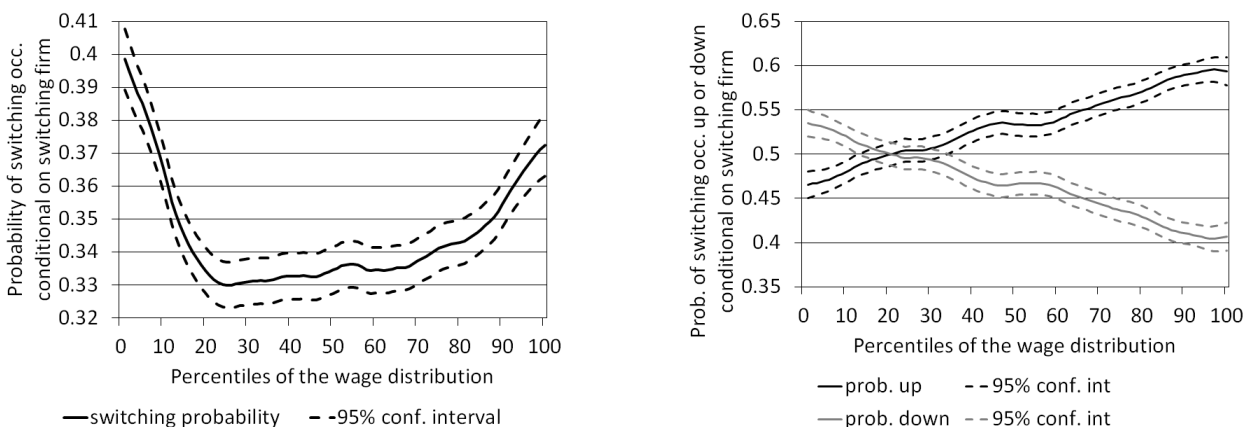 Probability of switching occ.
conditional on switching firm
0.41
0.4
0.39
0.38
0.37
0.36
0.35
0.34
0.33
0.32
0 10 20 30 40 50 60 70 80 90 100
Percentiles of the wage distribution
switching probability 95% conf. interval
Prob. of switching occ. up or down
conditional on switching firm
0.65
0.6
0.55
0.5
0.45
0.4
0.35
0 10 20 30 40 50 60 70 80 90 100
Percentiles of the wage distribution
prob. up 95% conf. int
prob. down 95% conf. int